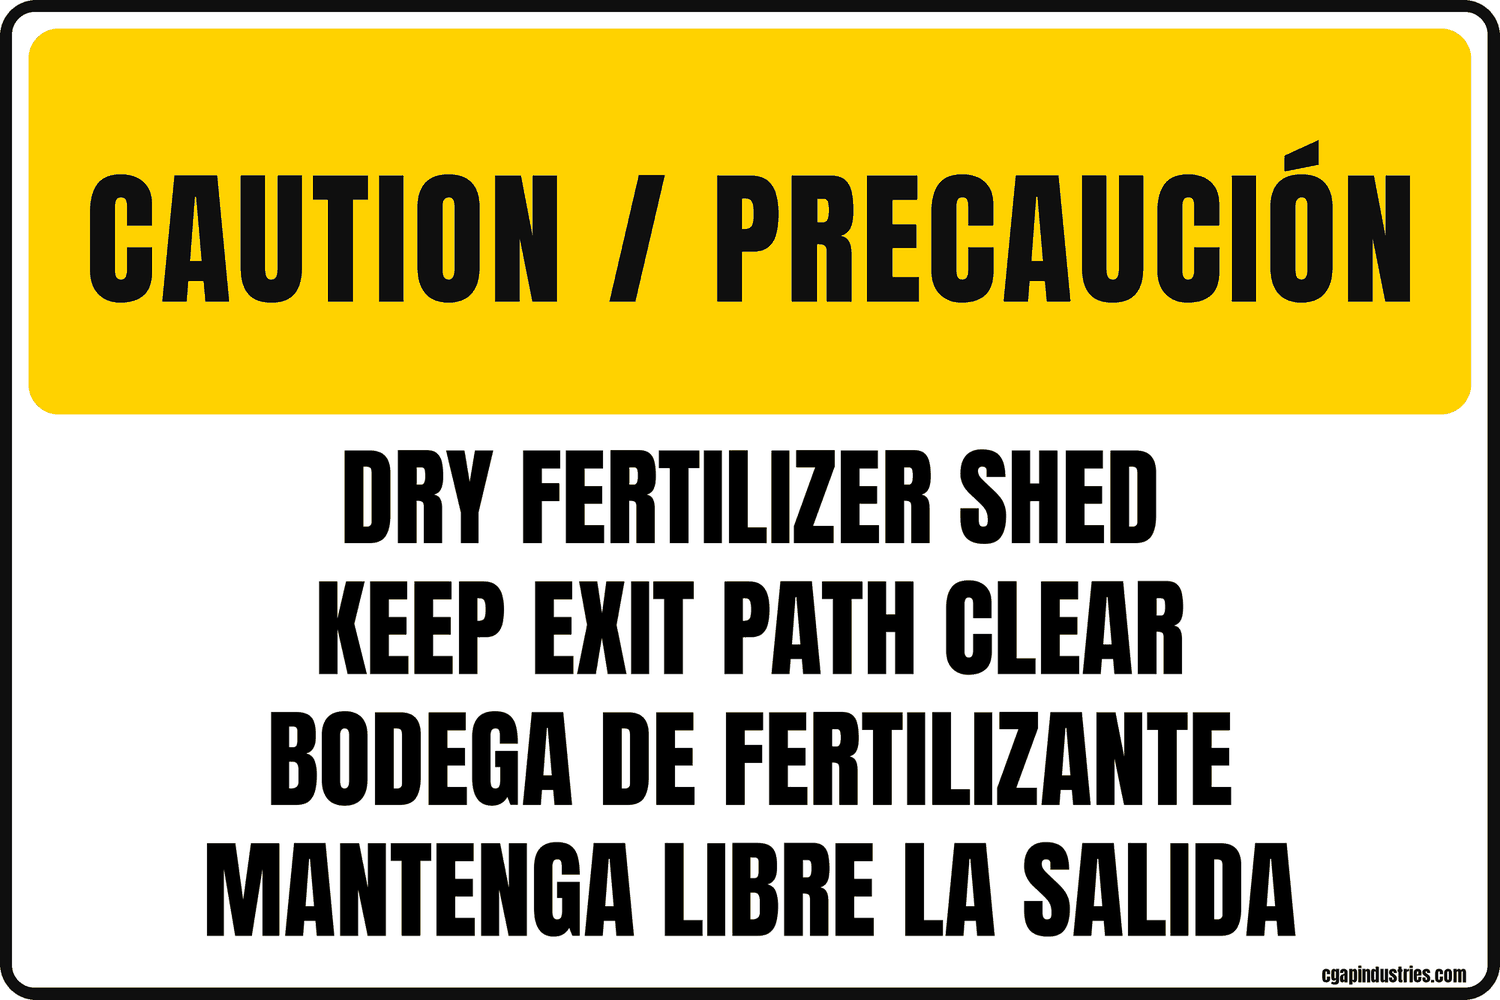 CAUTION / PRECAUCIÓN
DRY FERTILIZER SHED
KEEP EXIT PATH CLEAR
BODEGA DE FERTILIZANTE
MANTENGA LIBRE LA SALIDA
cgapindustries.com